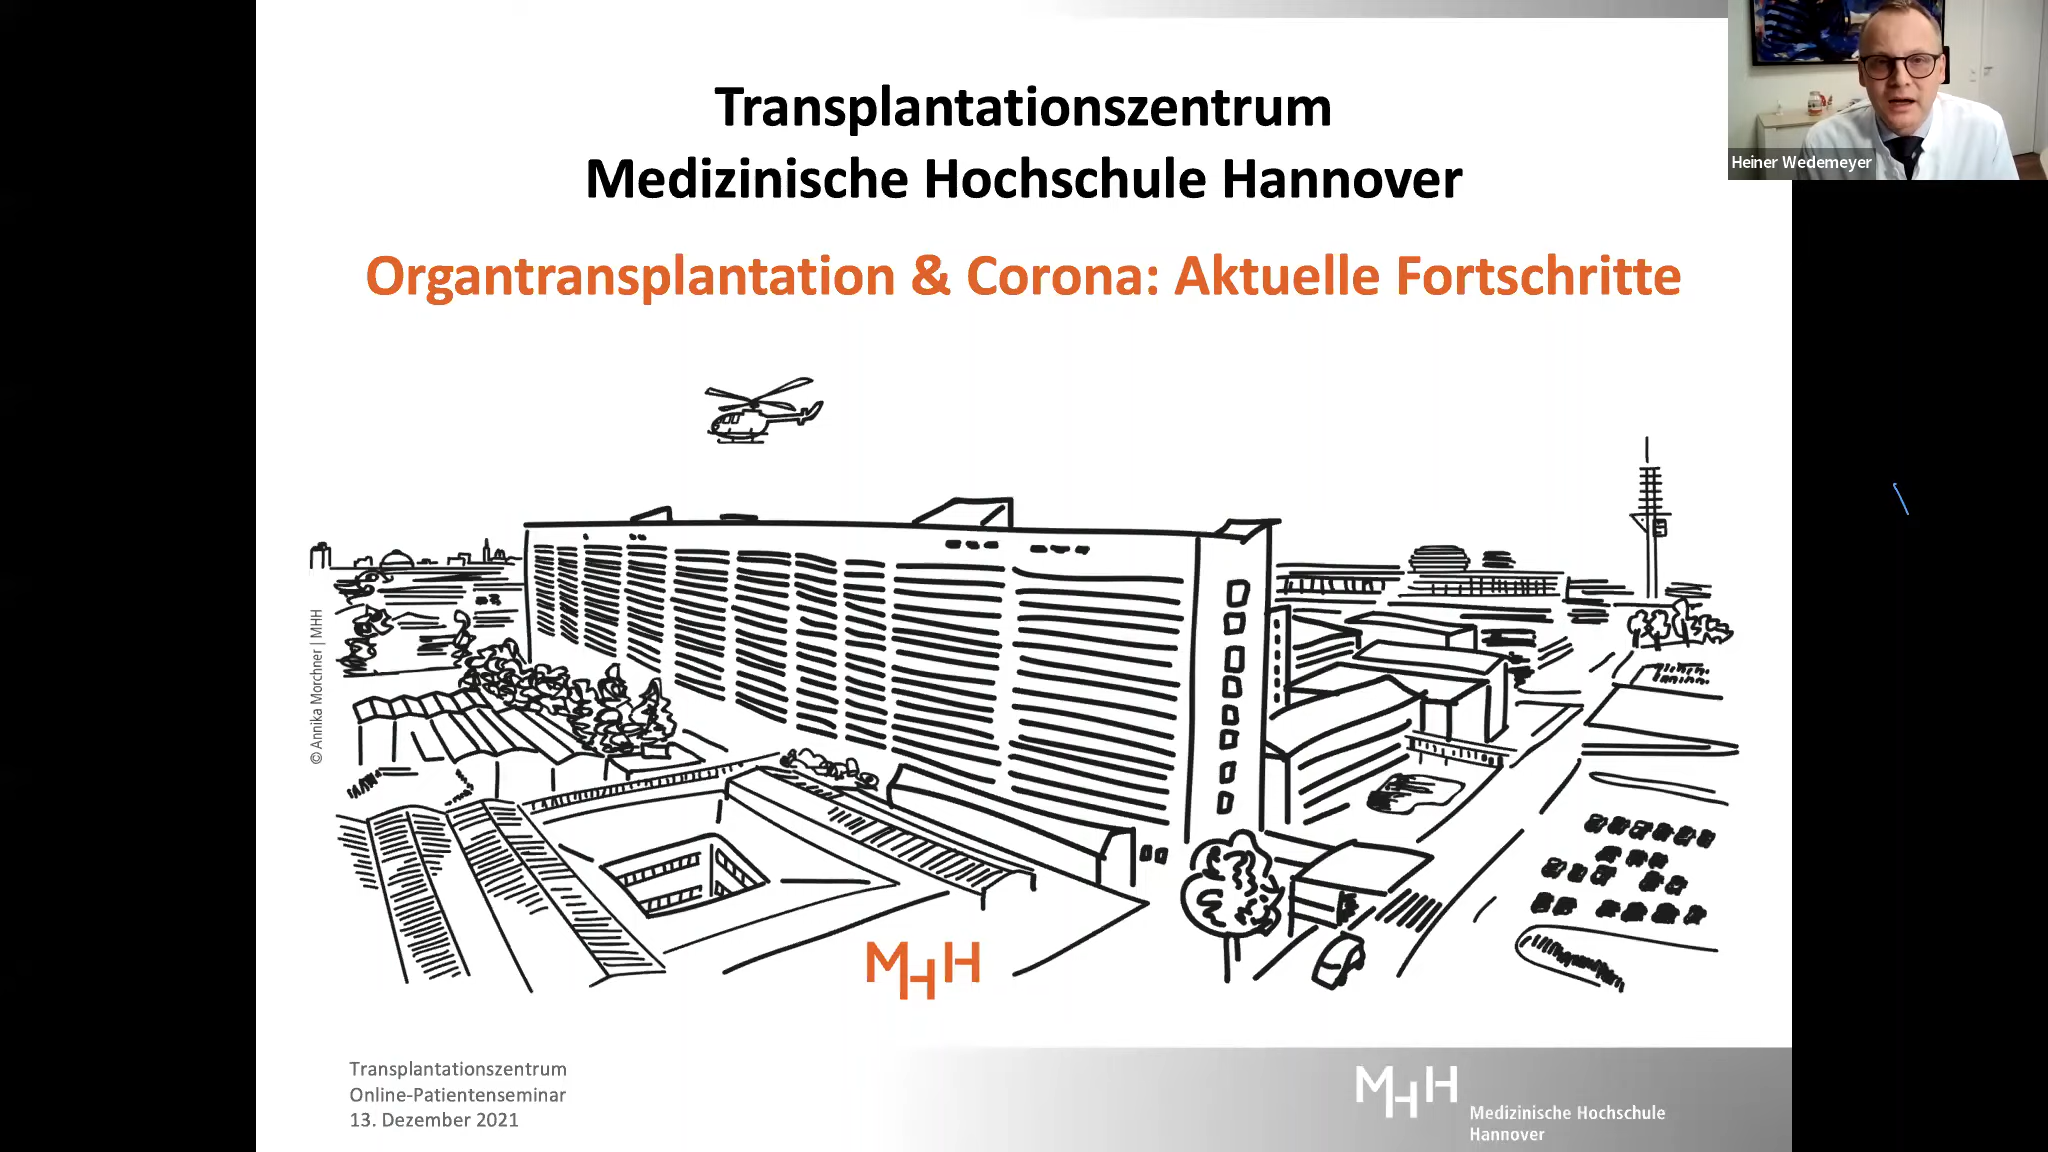 Transplantationszentrum
Medizinische Hochschule Hannover
Organtransplantation & Corona: Aktuelle Fortschritte
Heiner Wedemeyer
© Annika Morchner | MHH
MHH
Transplantationszentrum
Online-Patientenseminar
13. Dezember 2021
MHH
Medizinische Hochschule
Hannover